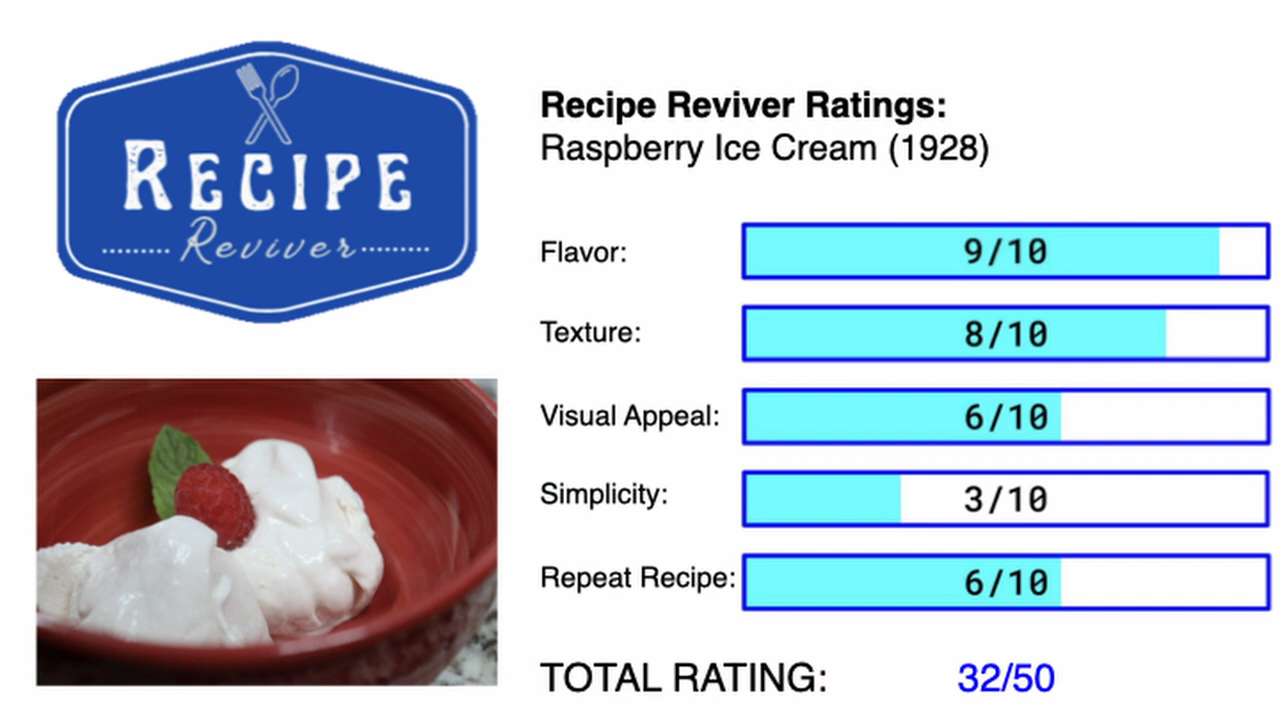 RECIPE
Reviver
Recipe Reviver Ratings:
Raspberry Ice Cream (1928)
Flavor: 9/10
Texture: 8/10
Visual Appeal: 6/10
Simplicity: 3/10
Repeat Recipe: 6/10
TOTAL RATING: 32/50